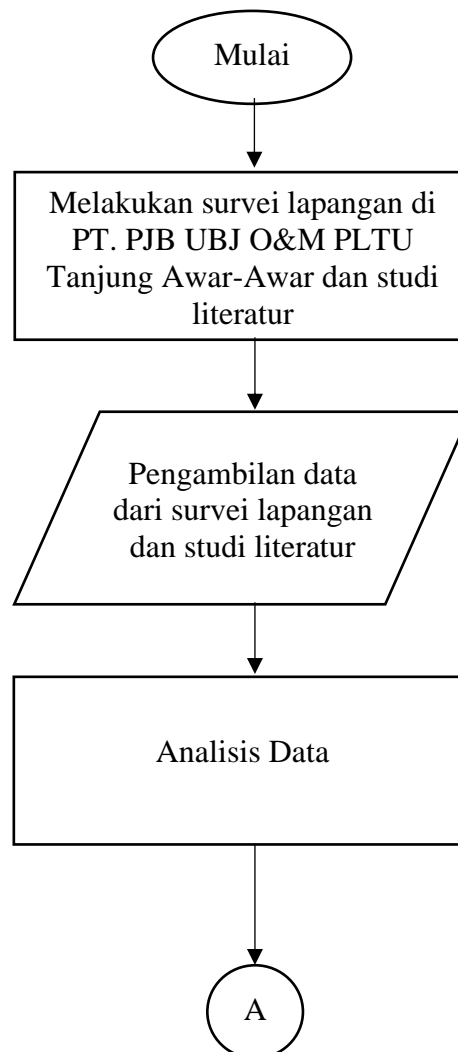 Mulai
Melakukan survei lapangan di
PT. PJB UBJ O&M PLTU
Tanjung Awar-Awar dan studi
literatur
Pengambilan data
dari survei lapangan
dan studi literatur
Analisis Data
A